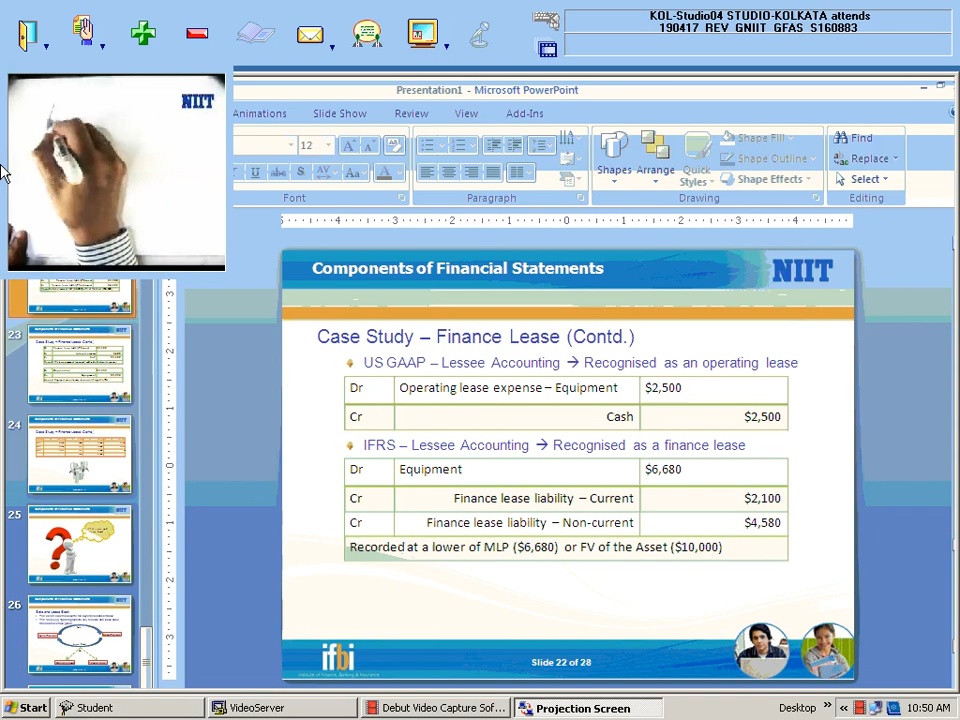 KOL-Studio04 STUDIO-KOLKATA attends
190417_REV_GNIIT_GFAS_S160883
NIIT
Presentation1 - Microsoft PowerPoint
Animations Slide Show Review View Add-Ins
12
Find
Shape Fill
Shape Outline
Shape Effects
Replace
Select
Shapes Arrange Quick Styles
Font Paragraph Drawing Editing
Components of Financial Statements
NIIT
Case Study – Finance Lease (Contd.)
US GAAP – Lessee Accounting → Recognised as an operating lease
Dr Operating lease expense – Equipment $2,500
Cr Cash $2,500
IFRS – Lessee Accounting → Recognised as a finance lease
Dr Equipment $6,680
Cr Finance lease liability – Current $2,100
Cr Finance lease liability – Non-current $4,580
Recorded at a lower of MLP ($6,680) or FV of the Asset ($10,000)
ifbi
Institute of Finance, Banking & Insurance
Slide 22 of 28
23
24
25
26
Start
Student
VideoServer
Debut Video Capture Sof...
Projection Screen
Desktop
10:50 AM